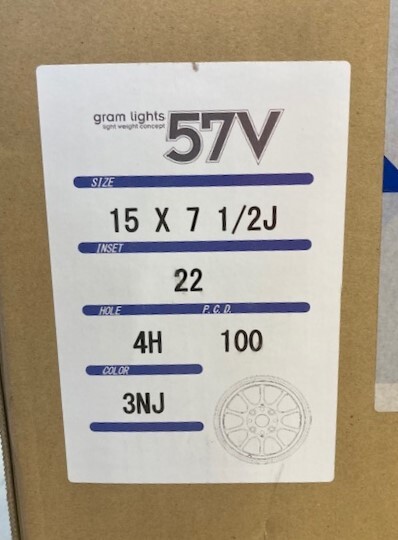 gram lights 57V
light weight concept
SIZE
15 X 7 1/2J
INSET
22
HOLE P.C.D.
4H 100
COLOR
3NJ